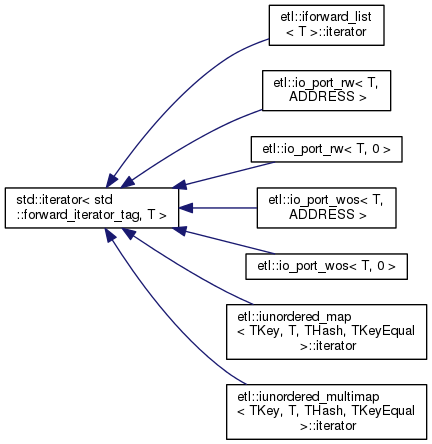 etl::iforward_list
< T >::iterator
etl::io_port_rw< T,
ADDRESS >
etl::io_port_rw< T, 0 >
std::iterator< std
::forward_iterator_tag, T >
etl::io_port_wos< T,
ADDRESS >
etl::io_port_wos< T, 0 >
etl::iunordered_map
< TKey, T, THash, TKeyEqual
>::iterator
etl::iunordered_multimap
< TKey, T, THash, TKeyEqual
>::iterator